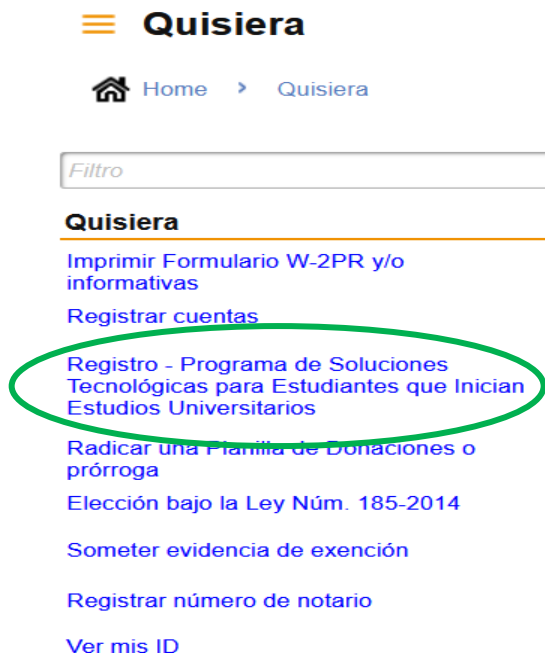 Quisiera
Home > Quisiera
Filtro
Quisiera
Imprimir Formulario W-2PR y/o
informativas
Registrar cuentas
Registro - Programa de Soluciones
Tecnológicas para Estudiantes que Inician
Estudios Universitarios
Radicar una Planilla de Donaciones o
prórroga
Elección bajo la Ley Núm. 185-2014
Someter evidencia de exención
Registrar número de notario
Ver mis ID